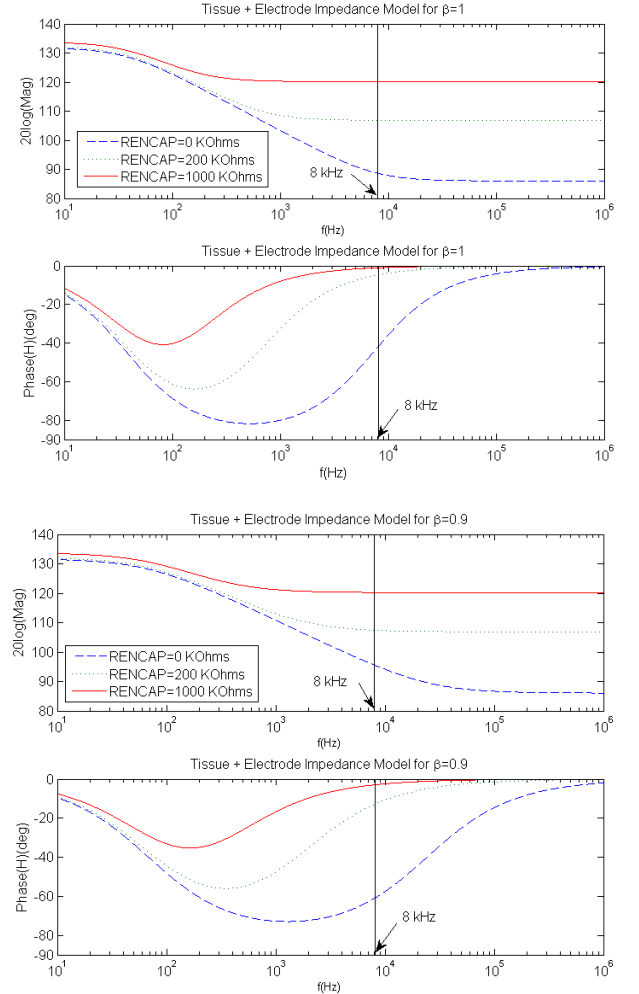 Tissue + Electrode Impedance Model for β=1
140
130
120
110
100
90
80
20log(Mag)
RENCAP=0 KOhms
RENCAP=200 KOhms
RENCAP=1000 KOhms
8 kHz
10^1 10^2 10^3 10^4 10^5 10^6
f(Hz)
Tissue + Electrode Impedance Model for β=1
0
-20
-40
-60
-80
-90
Phase(H)(deg)
8 kHz
10^1 10^2 10^3 10^4 10^5 10^6
f(Hz)
Tissue + Electrode Impedance Model for β=0.9
140
130
120
110
100
90
80
20log(Mag)
RENCAP=0 KOhms
RENCAP=200 KOhms
RENCAP=1000 KOhms
8 kHz
10^1 10^2 10^3 10^4 10^5 10^6
f(Hz)
Tissue + Electrode Impedance Model for β=0.9
0
-20
-40
-60
-80
-90
Phase(H)(deg)
8 kHz
10^1 10^2 10^3 10^4 10^5 10^6
f(Hz)